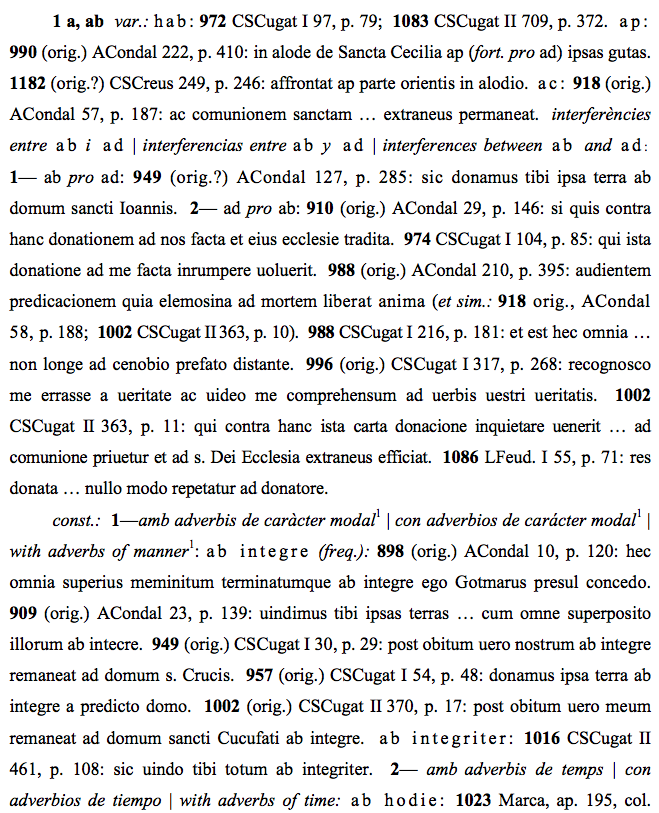 1 a, ab var.: hab: 972 CSCugat I 97, p. 79; 1083 CSCugat II 709, p. 372. ap:
990 (orig.) ACondal 222, p. 410: in alode de Sancta Cecilia ap (fort. pro ad) ipsas gutas.
1182 (orig.?) CSCreus 249, p. 246: affrontat ap parte orientis in alodio. ac: 918 (orig.)
ACondal 57, p. 187: ac comunionem sanctam … extraneus permaneat. interferències
entre ab i ad | interferencias entre ab y ad | interferences between ab and ad:
1— ab pro ad: 949 (orig.?) ACondal 127, p. 285: sic donamus tibi ipsa terra ab
domum sancti Ioannis. 2— ad pro ab: 910 (orig.) ACondal 29, p. 146: si quis contra
hanc donationem ad nos facta et eius ecclesie tradita. 974 CSCugat I 104, p. 85: qui ista
donatione ad me facta inrumpere uoluerit. 988 (orig.) ACondal 210, p. 395: audientem
predicacionem quia elemosina ad mortem liberat anima (et sim.: 918 orig., ACondal
58, p. 188; 1002 CSCugat II 363, p. 10). 988 CSCugat I 216, p. 181: et est hec omnia …
non longe ad cenobio prefato distante. 996 (orig.) CSCugat I 317, p. 268: recognosco
me errasse a ueritate ac uideo me comprehensum ad uerbis uestri ueritatis. 1002
CSCugat II 363, p. 11: qui contra hanc ista carta donacione inquietare uenerit … ad
comunione priuetur et ad s. Dei Ecclesia extraneus efficiat. 1086 LFeud. I 55, p. 71: res
donata … nullo modo repetatur ad donatore.
const.: 1—amb adverbis de caràcter modal¹ | con adverbios de carácter modal¹ |
with adverbs of manner¹: ab integre (freq.): 898 (orig.) ACondal 10, p. 120: hec
omnia superius meminitum terminatumque ab integre ego Gotmarus presul concedo.
909 (orig.) ACondal 23, p. 139: uindimus tibi ipsas terras … cum omne superposito
illorum ab intecre. 949 (orig.) CSCugat I 30, p. 29: post obitum uero nostrum ab integre
remaneat ad domum s. Crucis. 957 (orig.) CSCugat I 54, p. 48: donamus ipsa terra ab
integre a predicto domo. 1002 (orig.) CSCugat II 370, p. 17: post obitum uero meum
remaneat ad domum sancti Cucufati ab integre. ab integriter: 1016 CSCugat II
461, p. 108: sic uindo tibi totum ab integriter. 2— amb adverbis de temps | con
adverbios de tiempo | with adverbs of time: ab hodie: 1023 Marca, ap. 195, col.